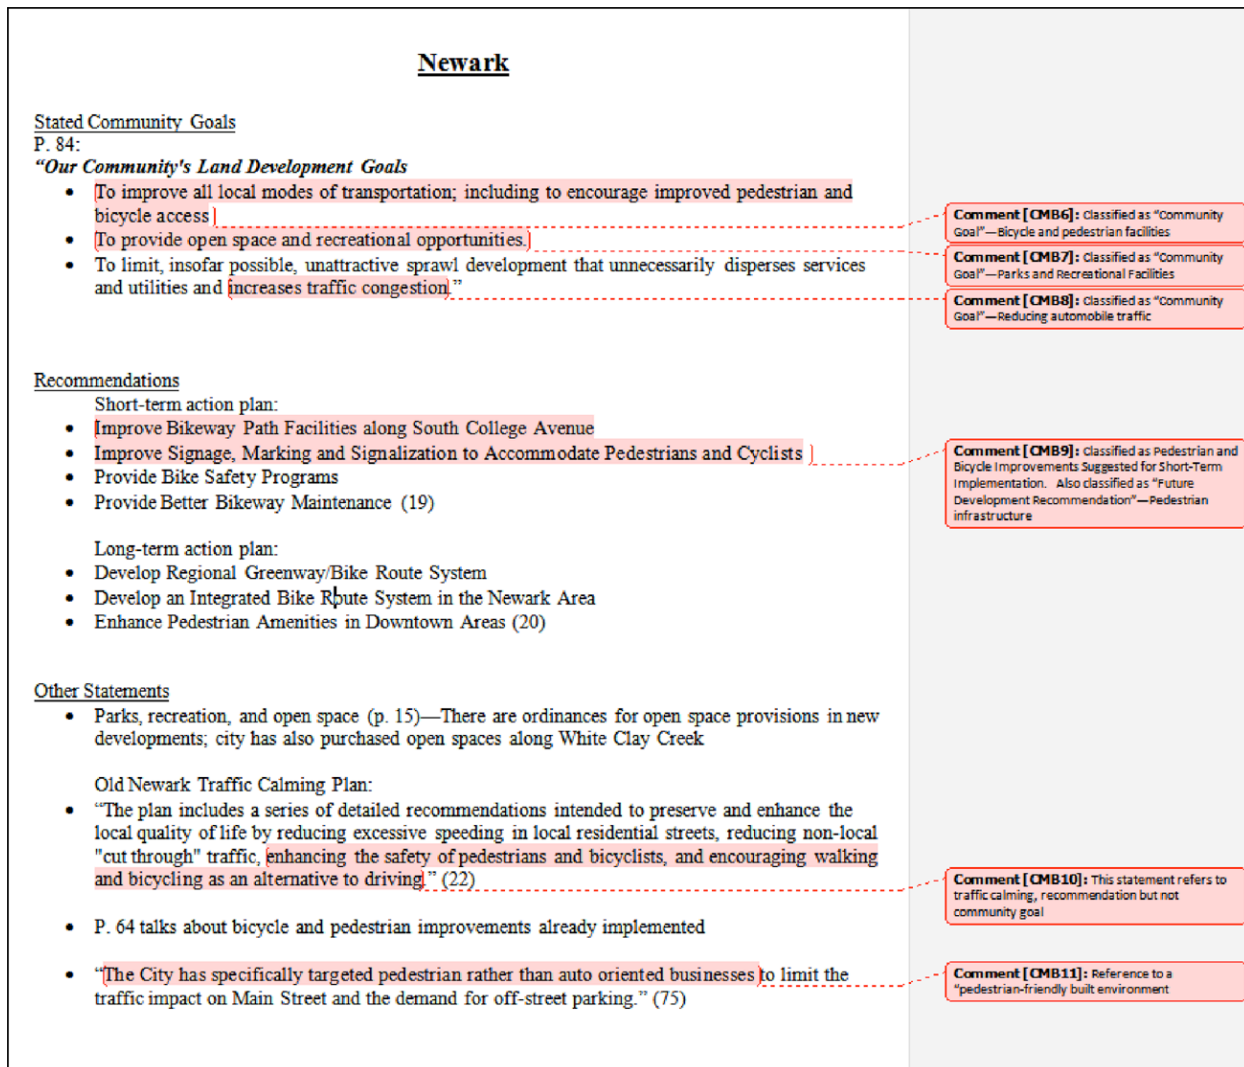 Newark
Stated Community Goals
P. 84:
“Our Community's Land Development Goals
• To improve all local modes of transportation; including to encourage improved pedestrian and
bicycle access
• To provide open space and recreational opportunities.
• To limit, insofar possible, unattractive sprawl development that unnecessarily disperses services
and utilities and increases traffic congestion.”
Comment [CMB6]: Classified as “Community
Goal”—Bicycle and pedestrian facilities
Comment [CMB7]: Classified as “Community
Goal”—Parks and Recreational Facilities
Comment [CMB8]: Classified as “Community
Goal”—Reducing automobile traffic
Recommendations
Short-term action plan:
• Improve Bikeway Path Facilities along South College Avenue
• Improve Signage, Marking and Signalization to Accommodate Pedestrians and Cyclists
• Provide Bike Safety Programs
• Provide Better Bikeway Maintenance (19)
Comment [CMB9]: Classified as Pedestrian and
Bicycle Improvements Suggested for Short-Term
Implementation. Also classified as “Future
Development Recommendation”—Pedestrian
infrastructure
Long-term action plan:
• Develop Regional Greenway/Bike Route System
• Develop an Integrated Bike Route System in the Newark Area
• Enhance Pedestrian Amenities in Downtown Areas (20)
Other Statements
• Parks, recreation, and open space (p. 15)—There are ordinances for open space provisions in new
developments; city has also purchased open spaces along White Clay Creek
Old Newark Traffic Calming Plan:
• “The plan includes a series of detailed recommendations intended to preserve and enhance the
local quality of life by reducing excessive speeding in local residential streets, reducing non-local
"cut through" traffic, enhancing the safety of pedestrians and bicyclists, and encouraging walking
and bicycling as an alternative to driving.” (22)
Comment [CMB10]: This statement refers to
traffic calming, recommendation but not
community goal
• P. 64 talks about bicycle and pedestrian improvements already implemented
• “The City has specifically targeted pedestrian rather than auto oriented businesses to limit the
traffic impact on Main Street and the demand for off-street parking.” (75)
Comment [CMB11]: Reference to a
“pedestrian-friendly built environment